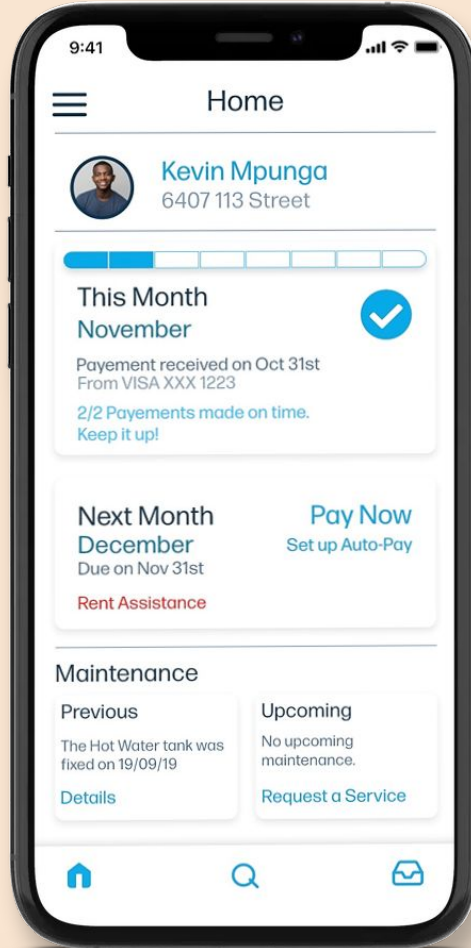 9:41
Home
Kevin Mpunga
6407 113 Street
This Month
November
Payement received on Oct 31st
From VISA XXX 1223
2/2 Payements made on time.
Keep it up!
Next Month
December
Due on Nov 31st
Rent Assistance
Pay Now
Set up Auto-Pay
Maintenance
Previous
The Hot Water tank was
fixed on 19/09/19
Details
Upcoming
No upcoming
maintenance.
Request a Service